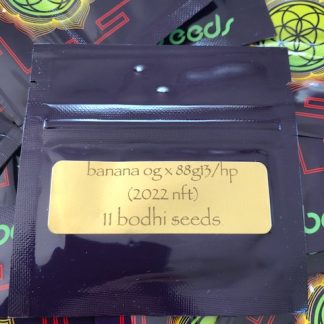 seeds
banana og x 88g13/hp
(2022 nft)
11 bodhi seeds